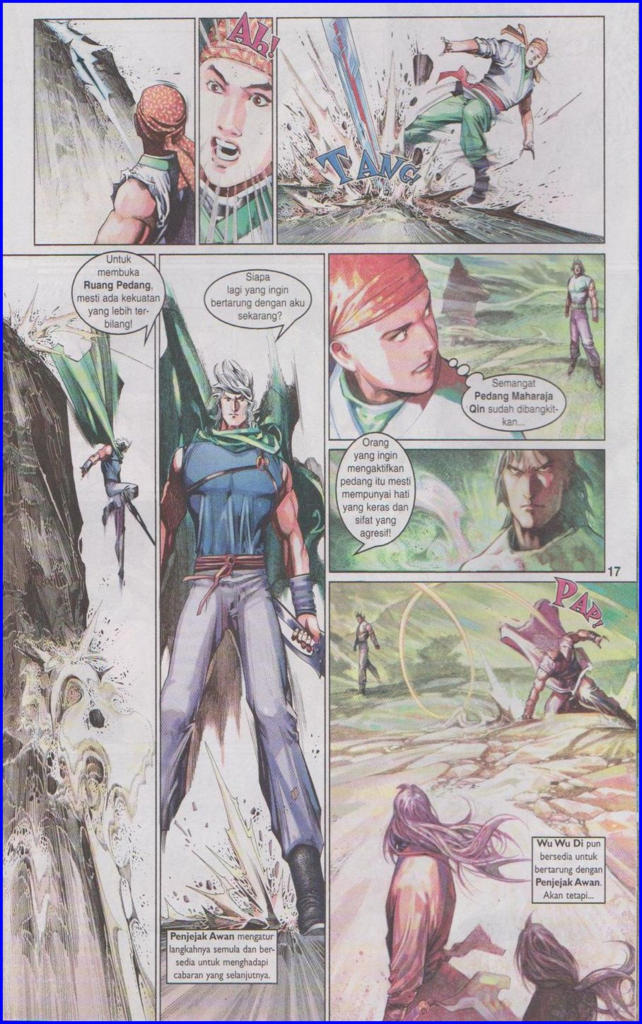 Ah!
TANG
Untuk
membuka
Ruang Pedang,
mesti ada kekuatan
yang lebih ter-
bilang!
Siapa
lagi yang ingin
bertarung dengan aku
sekarang?
Semangat
Pedang Maharaja
Qin sudah dibangkit-
kan...
Orang
yang ingin
mengaktifkan
pedang itu mesti
mempunyai hati
yang keras dan
sifat yang
agresif!
17
PAP!
Wu Wu Di pun
bersedia untuk
bertarung dengan
Penjejak Awan.
Akan tetapi...
Penjejak Awan mengatur
langkahnya semula dan ber-
sedia untuk menghadapi
cabaran yang selanjutnya.